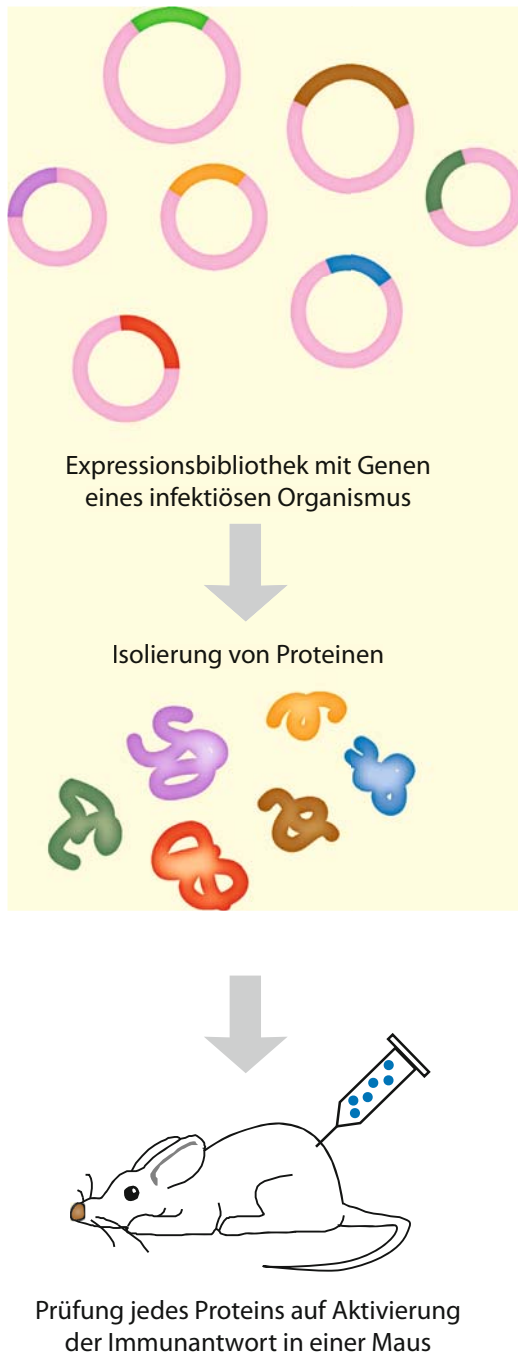 Expressionsbibliothek mit Genen
eines infektiösen Organismus
Isolierung von Proteinen
Prüfung jedes Proteins auf Aktivierung
der Immunantwort in einer Maus